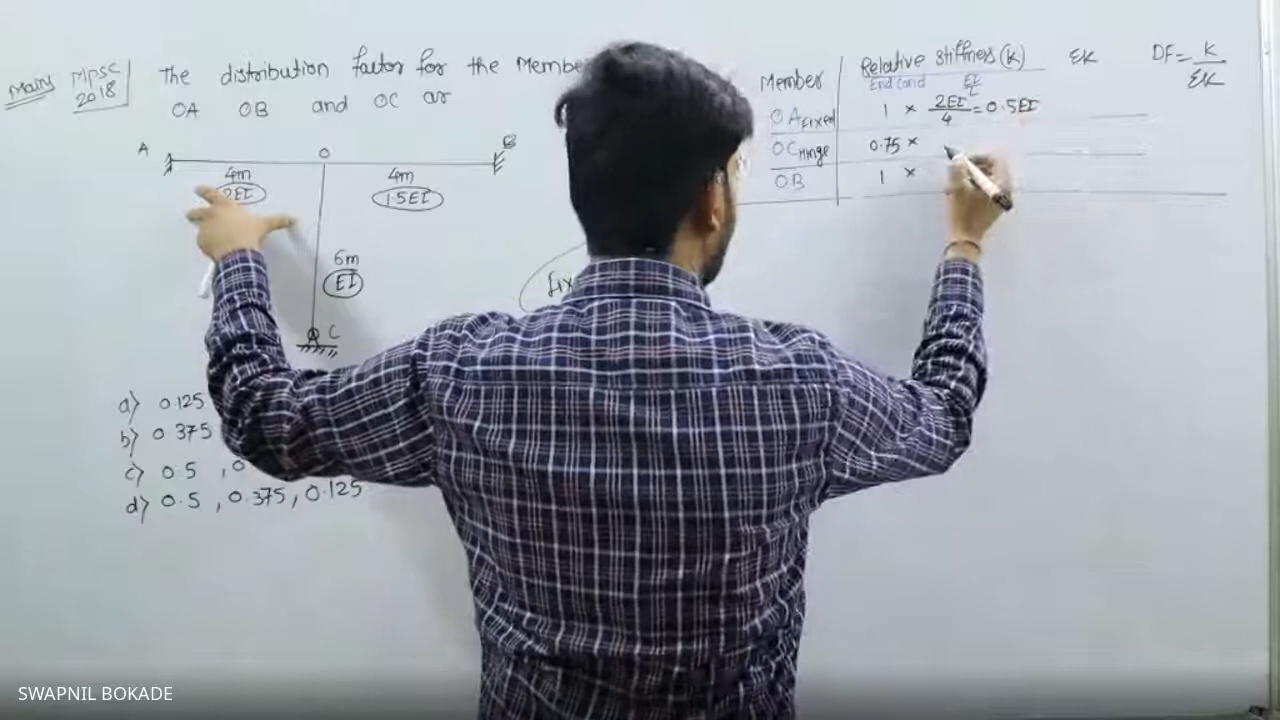 Mains MPSC 2018
The distribution factor for the Membe
OA OB and OC ar
A O B
4m 4m
2EI 1.5EI
6m
EI
C
fix
a) 0.125
b) 0.375
c) 0.5 , 0
d) 0.5 , 0.375 , 0.125
Member Relative stiffness (k) ΣK DF = K/ΣK
End cond EI/L
OA Fixed 1 × 2EI/4 = 0.5EI
OC Hinge 0.75 ×
OB 1 ×
SWAPNIL BOKADE